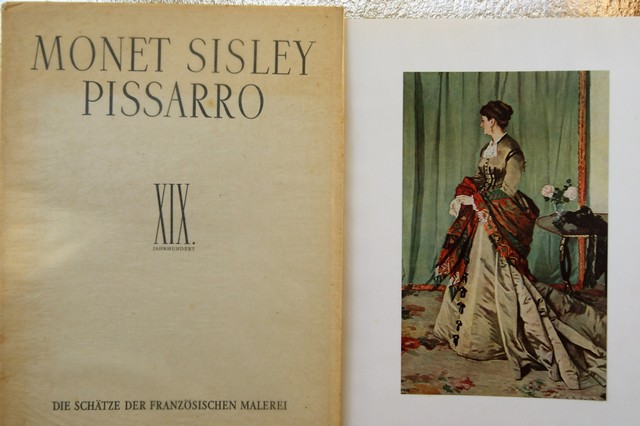 MONET SISLEY
PISSARRO
XIX.
JAHRHUNDERT
DIE SCHÄTZE DER FRANZÖSISCHEN MALEREI